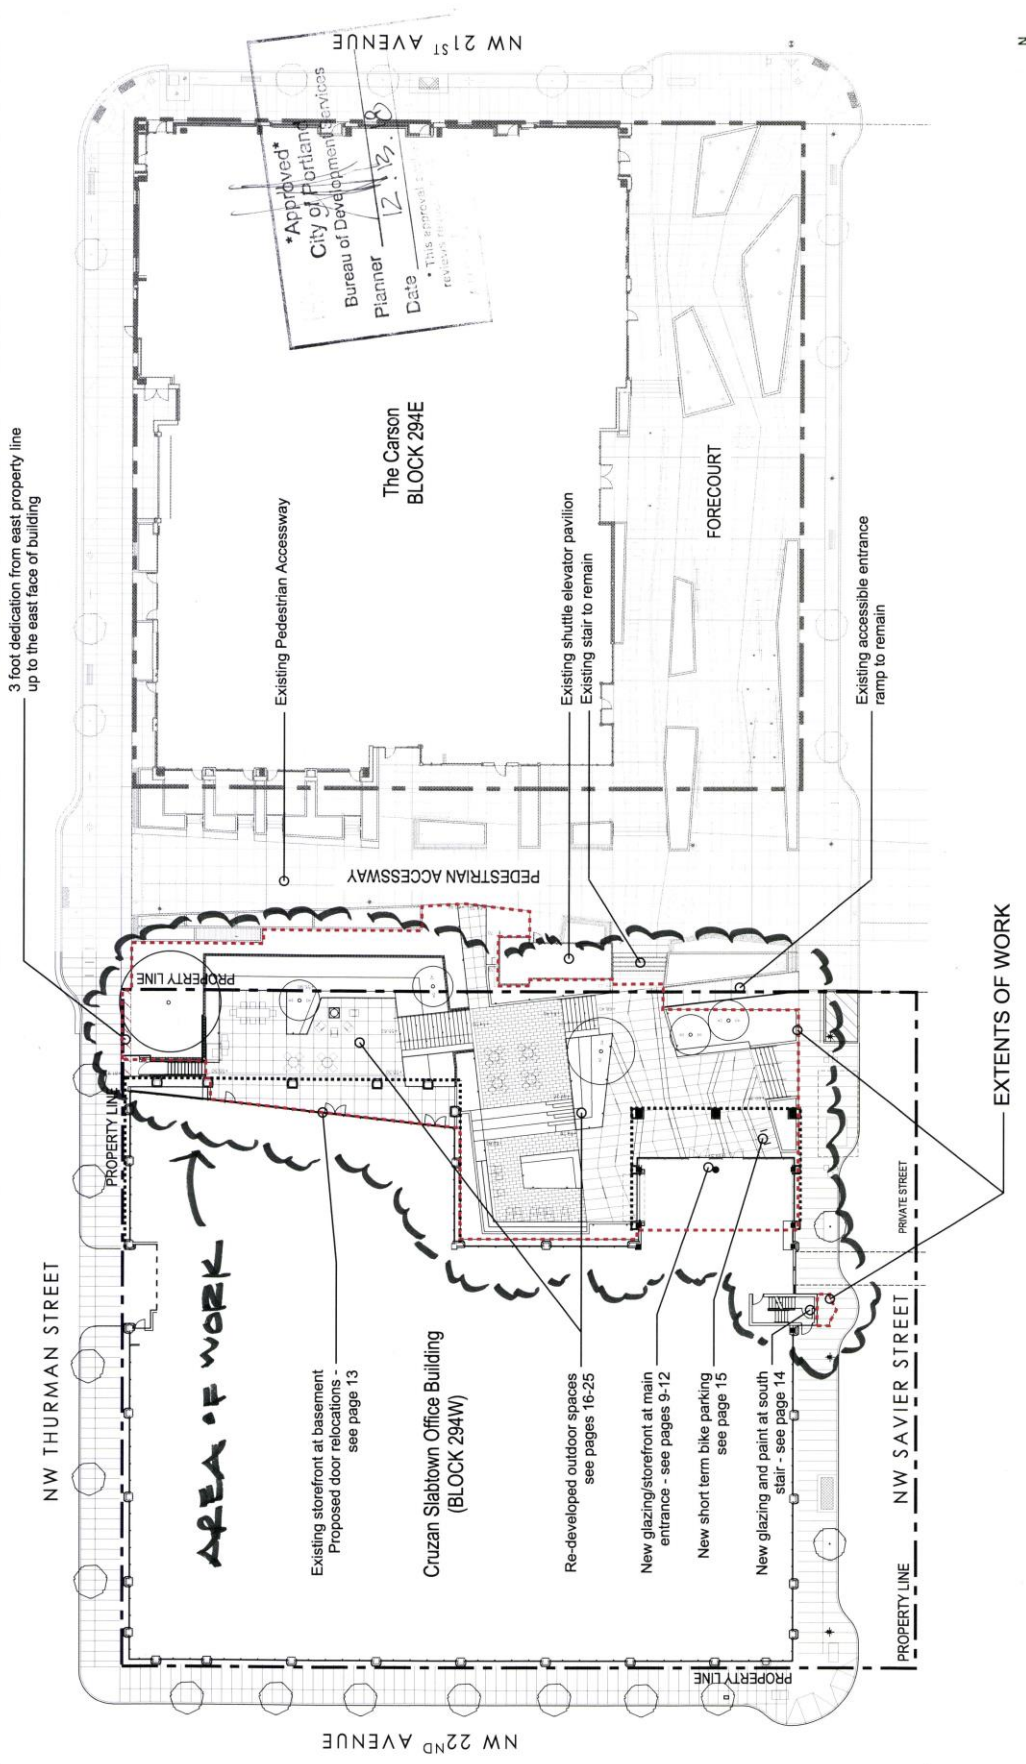 NW THURMAN STREET
NW 22ND AVENUE
NW 21ST AVENUE
NW SAVIER STREET
PRIVATE STREET
3 foot dedication from east property line
up to the east face of building
PROPERTY LINE
PROPERTY LINE
PROPERTY LINE
PROPERTY LINE
AREA OF WORK
Existing storefront at basement
Proposed door relocations -
see page 13
Cruzan Slabtown Office Building
(BLOCK 294W)
Re-developed outdoor spaces
see pages 16-25
New glazing/storefront at main
entrance - see pages 9-12
New short term bike parking
see page 15
New glazing and paint at south
stair - see page 14
EXTENTS OF WORK
PEDESTRIAN ACCESSWAY
Existing Pedestrian Accessway
Existing shuttle elevator pavilion
Existing stair to remain
Existing accessible entrance
ramp to remain
The Carson
BLOCK 294E
FORECOURT
*Approved*
City of Portland
Bureau of Development Services
Planner
Date 12.13.18
* This approval
reviews
N